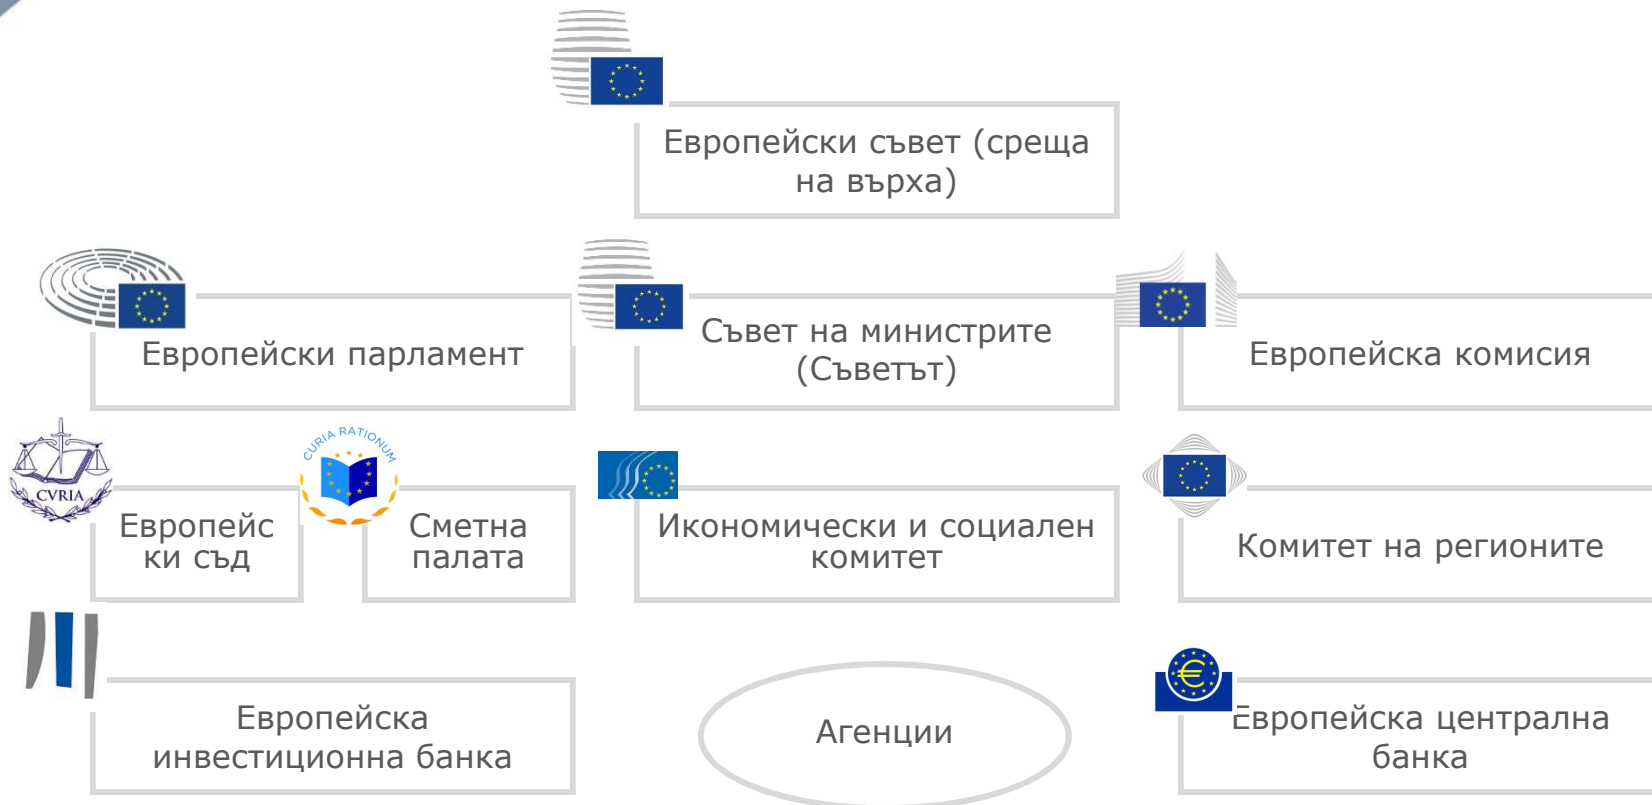 Европейски съвет (среща
на върха)
Европейски парламент
Съвет на министрите
(Съветът)
Европейска комисия
CVRIA
Европейс
ки съд
CURIA RATIONUM
Сметна
палата
Икономически и социален
комитет
Комитет на регионите
Европейска
инвестиционна банка
Агенции
€
Европейска централна
банка